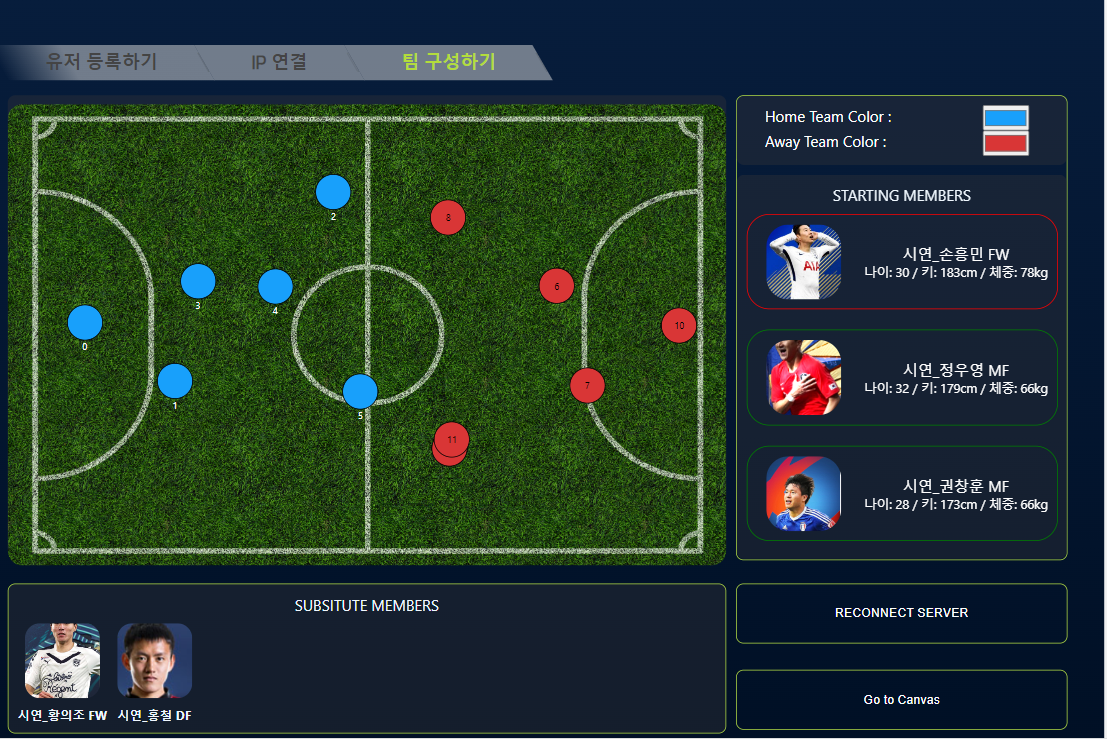 유저 등록하기
IP 연결
팀 구성하기
Home Team Color :
Away Team Color :
STARTING MEMBERS
시연_손흥민 FW
나이: 30 / 키: 183cm / 체중: 78kg
시연_정우영 MF
나이: 32 / 키: 179cm / 체중: 66kg
시연_권창훈 MF
나이: 28 / 키: 173cm / 체중: 66kg
2
8
3
4
6
0
10
1
7
5
11
SUBSITUTE MEMBERS
시연_황의조 FW
시연_홍철 DF
RECONNECT SERVER
Go to Canvas
AIA